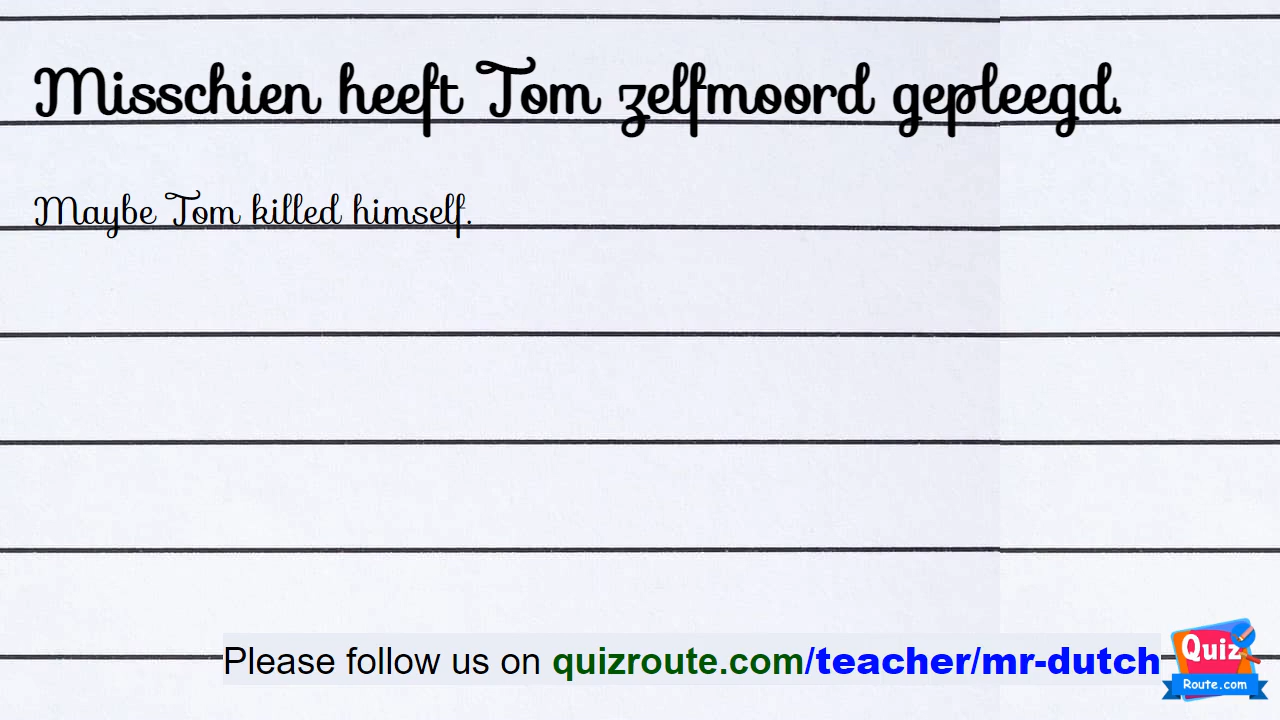 Misschien heeft Tom zelfmoord gepleegd.
Maybe Tom killed himself.
Please follow us on quizroute.com/teacher/mr-dutch
Quiz
Route.com